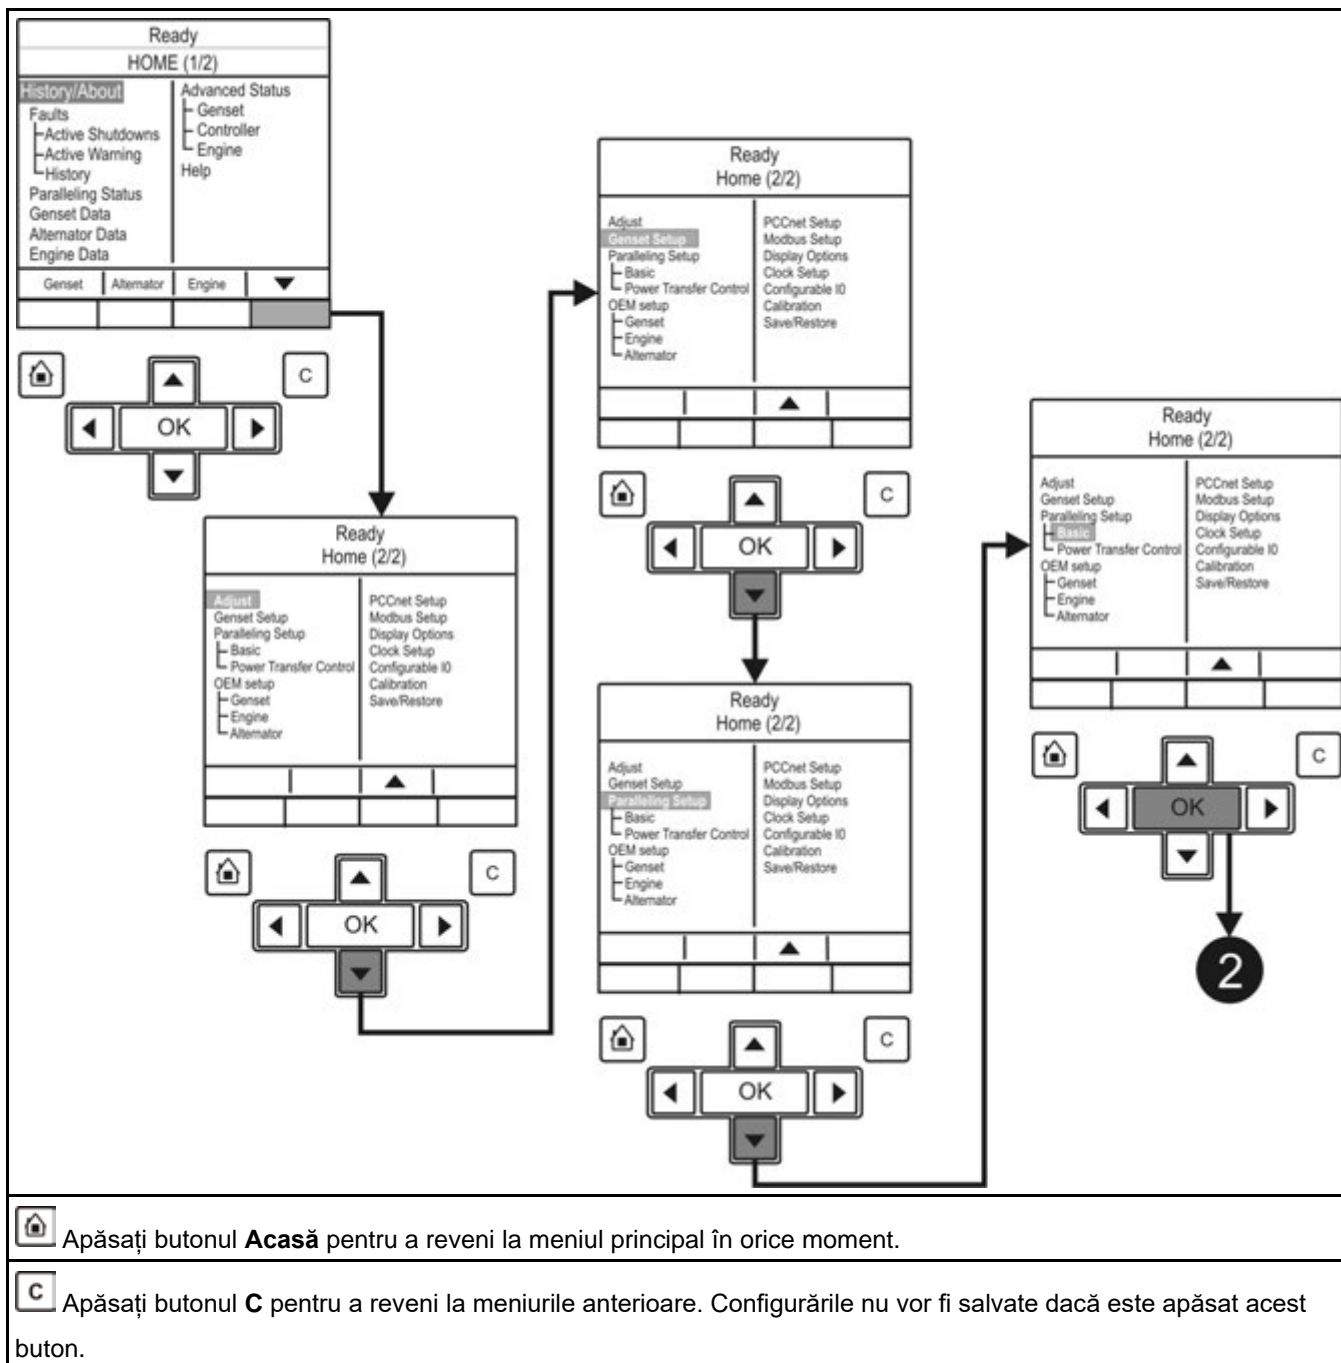 Ready
HOME (1/2)
History/About
Faults
Active Shutdowns
Active Warning
History
Paralleling Status
Genset Data
Alternator Data
Engine Data
Advanced Status
Genset
Controller
Engine
Help
Genset Alternator Engine
C
OK
Ready
Home (2/2)
Adjust
Genset Setup
Paralleling Setup
Basic
Power Transfer Control
OEM setup
Genset
Engine
Alternator
PCCnet Setup
Modbus Setup
Display Options
Clock Setup
Configurable I0
Calibration
Save/Restore
C
OK
Ready
Home (2/2)
Adjust
Genset Setup
Paralleling Setup
Basic
Power Transfer Control
OEM setup
Genset
Engine
Alternator
PCCnet Setup
Modbus Setup
Display Options
Clock Setup
Configurable I0
Calibration
Save/Restore
C
OK
Ready
Home (2/2)
Adjust
Genset Setup
Paralleling Setup
Basic
Power Transfer Control
OEM setup
Genset
Engine
Alternator
PCCnet Setup
Modbus Setup
Display Options
Clock Setup
Configurable I0
Calibration
Save/Restore
C
OK
Ready
Home (2/2)
Adjust
Genset Setup
Paralleling Setup
Basic
Power Transfer Control
OEM setup
Genset
Engine
Alternator
PCCnet Setup
Modbus Setup
Display Options
Clock Setup
Configurable I0
Calibration
Save/Restore
C
OK
2
Apăsați butonul Acasă pentru a reveni la meniul principal în orice moment.
C Apăsați butonul C pentru a reveni la meniurile anterioare. Configurările nu vor fi salvate dacă este apăsat acest
buton.